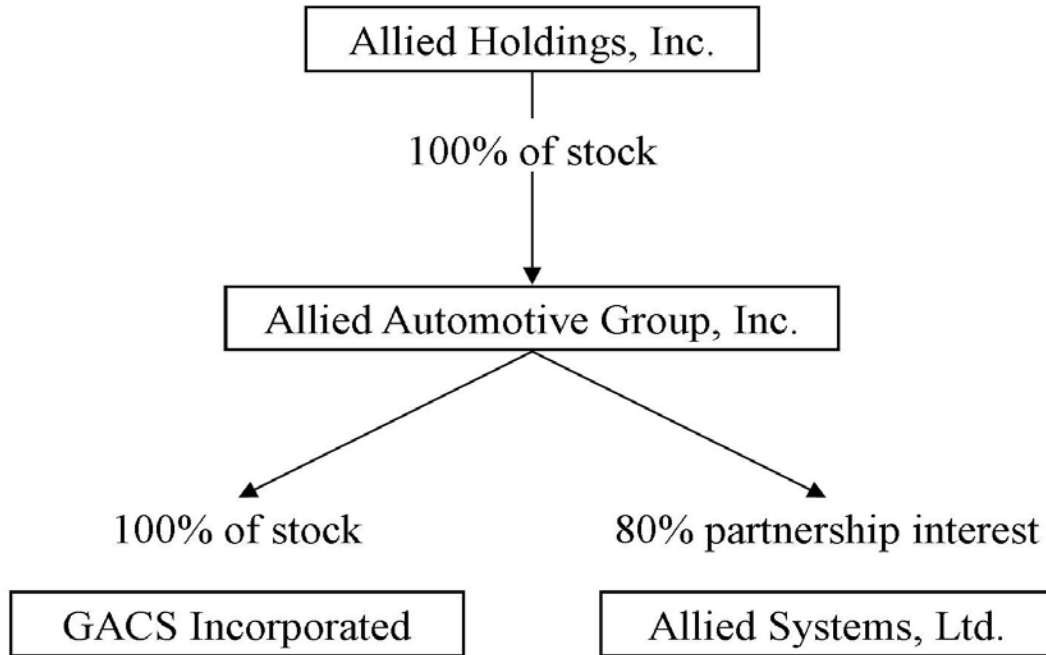 Allied Holdings, Inc.
100% of stock
Allied Automotive Group, Inc.
100% of stock
80% partnership interest
GACS Incorporated
Allied Systems, Ltd.